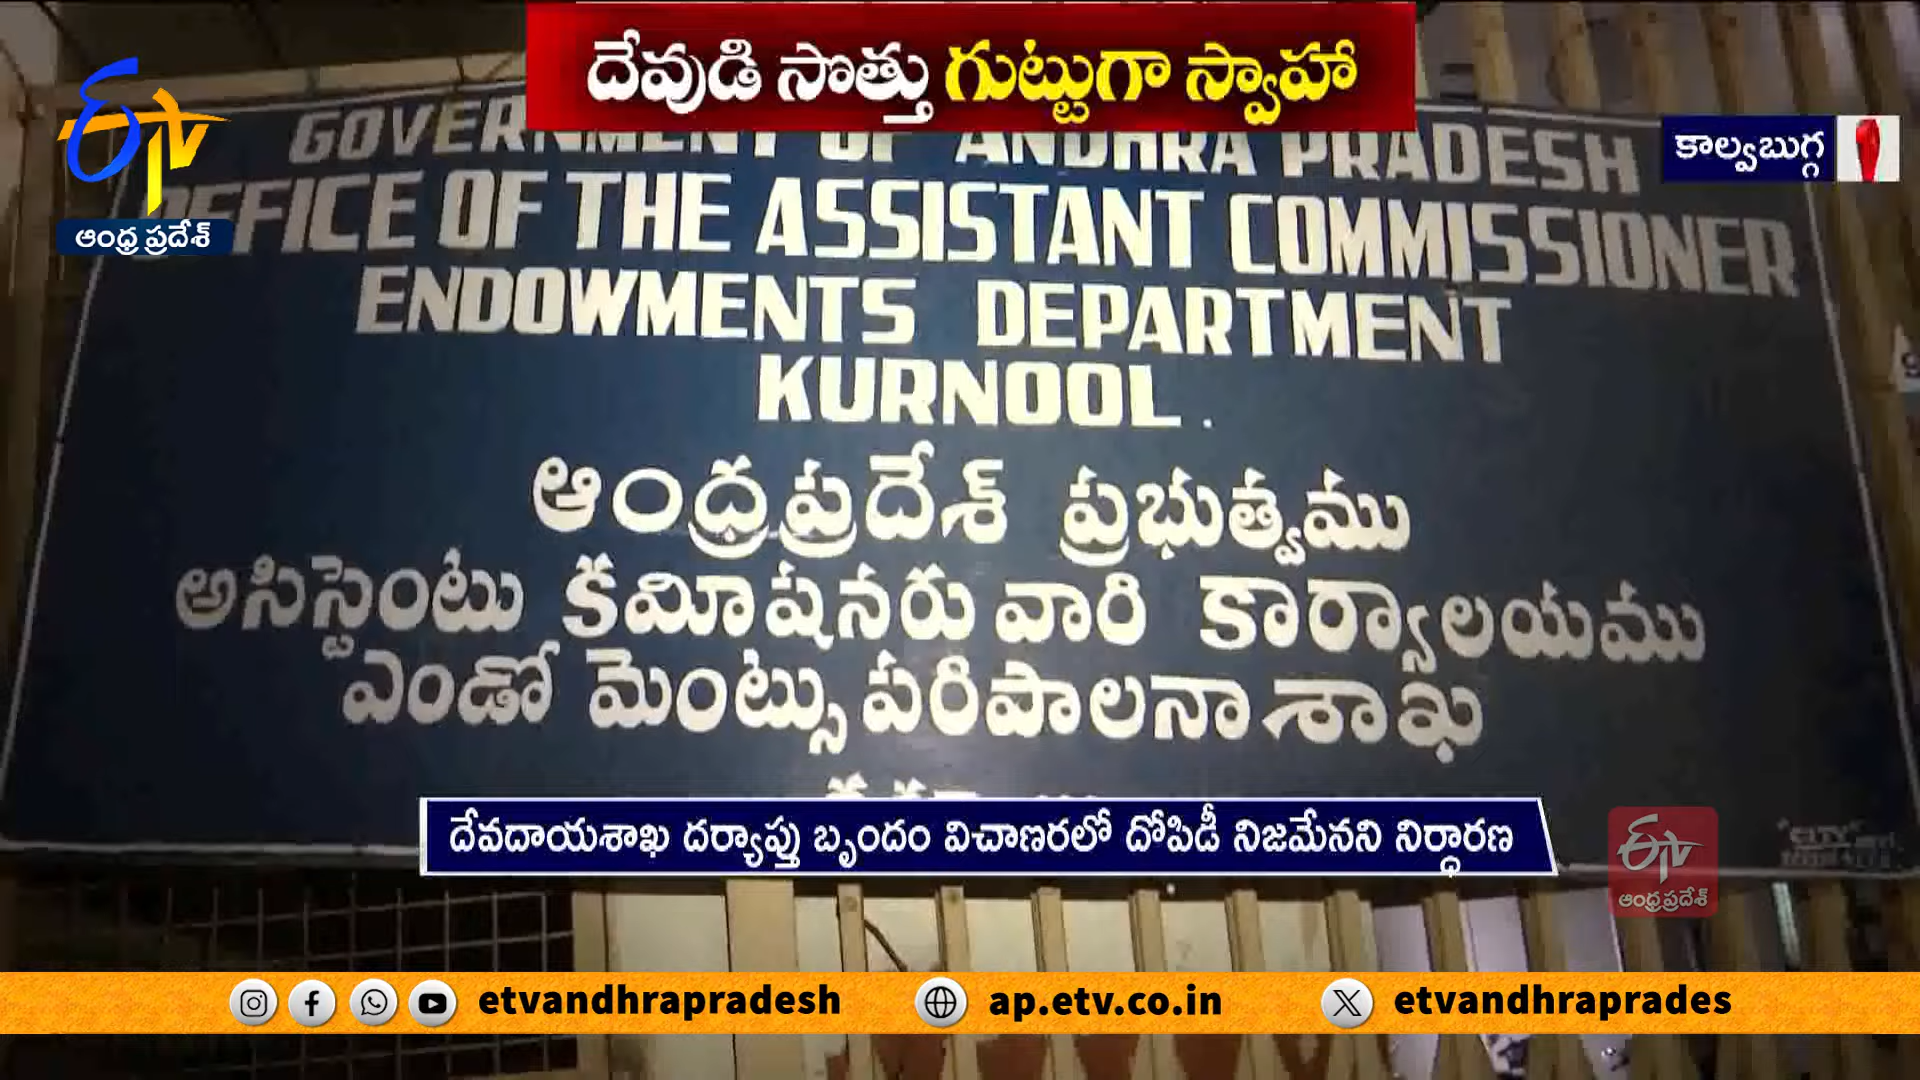 దేవుడి సొత్తు గుట్టుగా స్వాహా
ETV
ఆంధ్ర ప్రదేశ్
కాల్వబుగ్గ
GOVERNMENT OF ANDHRA PRADESH
OFFICE OF THE ASSISTANT COMMISSIONER
ENDOWMENTS DEPARTMENT
KURNOOL.
ఆంధ్రప్రదేశ్ ప్రభుత్వము
అసిస్టెంటు కమీషనరు వారి కార్యాలయము
ఎండో మెంట్సు పరిపాలనా శాఖ
దేవదాయశాఖ దర్యాప్తు బృందం విచాణరలో దోపిడీ నిజమేనని నిర్ధారణ
ఆంధ్రప్రదేశ్
etvandhrapradesh
ap.etv.co.in
etvandhraprades